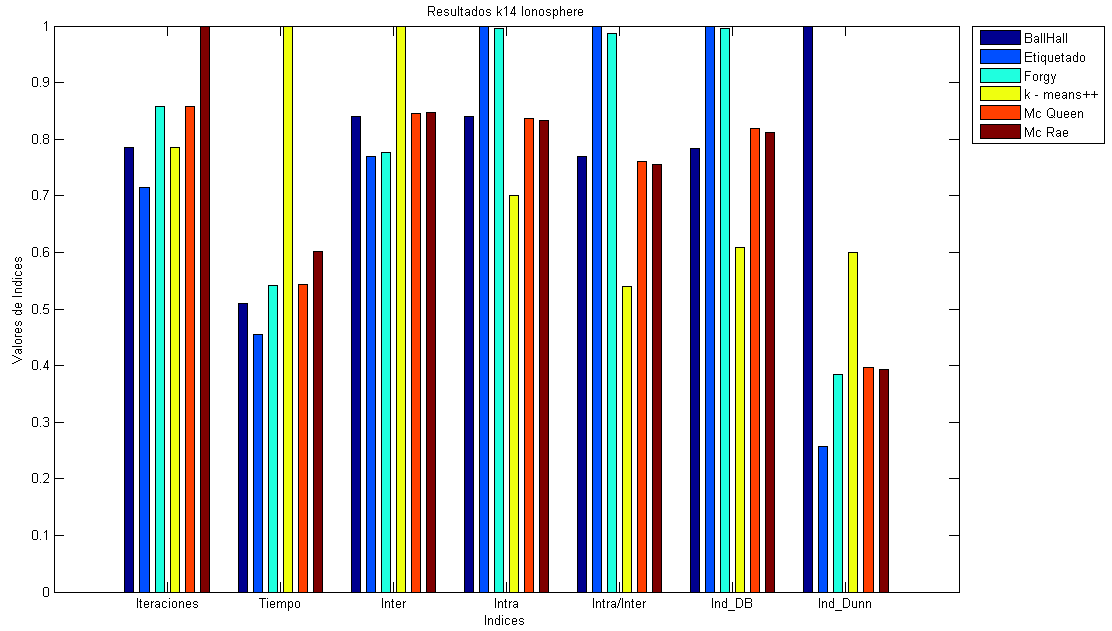 Resultados k14 Ionosphere
BallHall
Etiquetado
Forgy
k - means++
Mc Queen
Mc Rae
Valores de Indices
1
0.9
0.8
0.7
0.6
0.5
0.4
0.3
0.2
0.1
0
Iteraciones
Tiempo
Inter
Intra
Intra/Inter
Ind_DB
Ind_Dunn
Indices